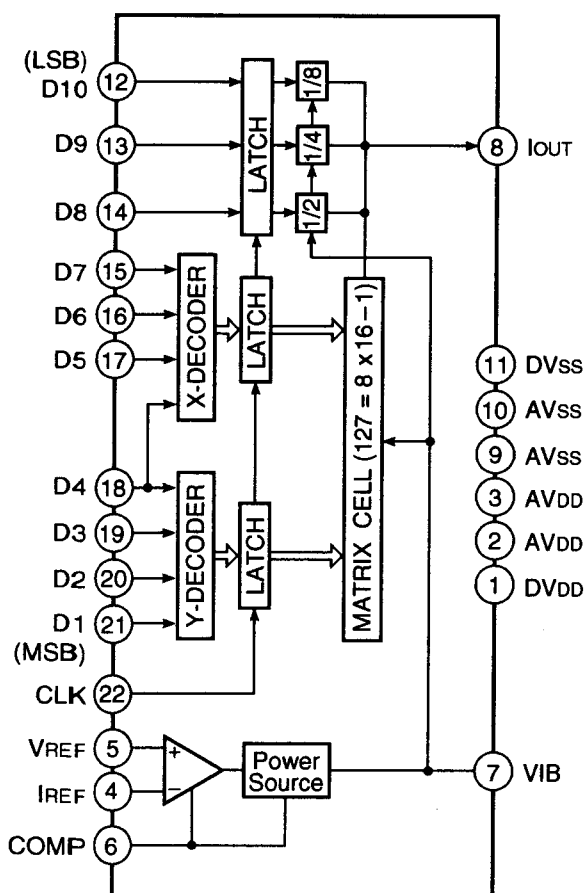 (LSB)
D10 12
D9 13
D8 14
D7 15
D6 16
D5 17
D4 18
D3 19
D2 20
D1 21
(MSB)
CLK 22
VREF 5
IREF 4
COMP 6
X-DECODER
Y-DECODER
LATCH
LATCH
LATCH
1/8
1/4
1/2
MATRIX CELL (127 = 8 x16-1)
+
−
Power
Source
8 IOUT
11 DVSS
10 AVSS
9 AVSS
3 AVDD
2 AVDD
1 DVDD
7 VIB